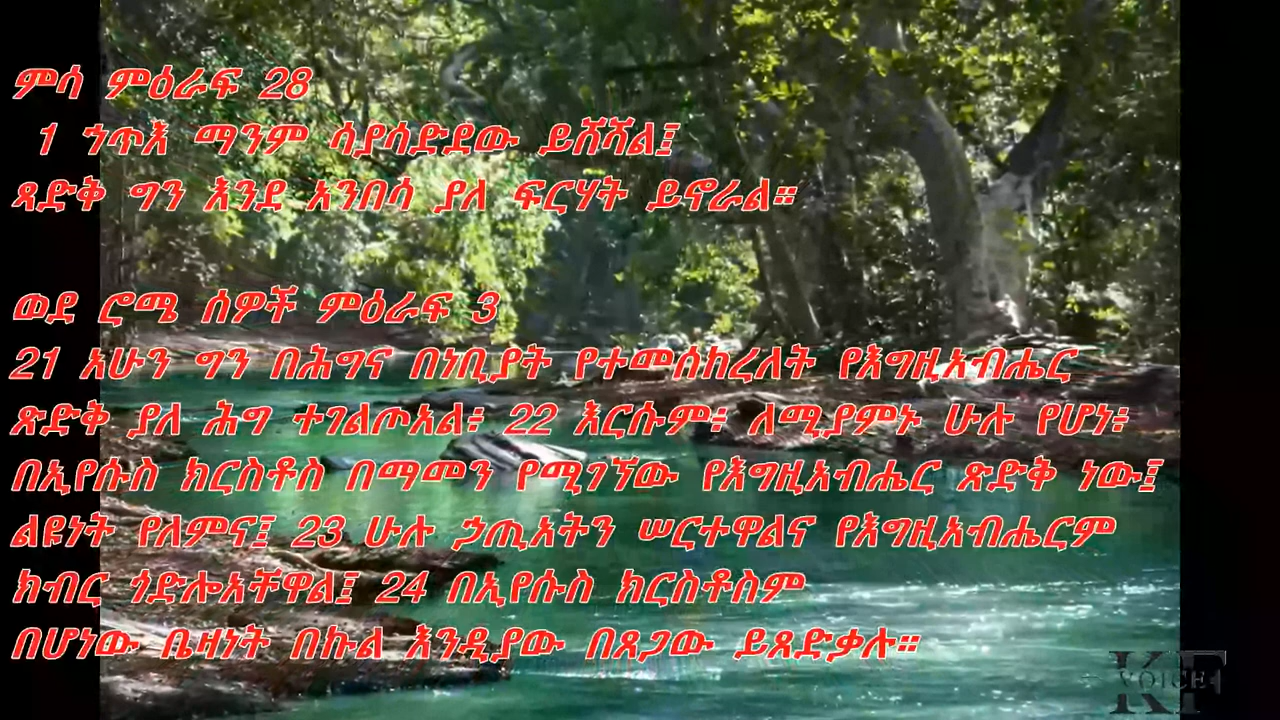 ምሳ ምዕራፍ 28
1 ኀጥእ ማንም ሳያሳድደው ይሸሻል፤
ጻድቅ ግን እንደ አንበሳ ያለ ፍርሃት ይኖራል።
ወደ ሮሜ ሰዎች ምዕራፍ 3
21 አሁን ግን በሕግና በነቢያት የተመሰከረለት የእግዚአብሔር
ጽድቅ ያለ ሕግ ተገልጦአል፥ 22 እርሱም፥ ለሚያምኑ ሁሉ የሆነ፥
በኢየሱስ ክርስቶስ በማመን የሚገኘው የእግዚአብሔር ጽድቅ ነው፤
ልዩነት የለምና፤ 23 ሁሉ ኃጢአትን ሠርተዋልና የእግዚአብሔርም
ክብር ጎድሎአቸዋል፤ 24 በኢየሱስ ክርስቶስም
በሆነው ቤዛነት በኩል እንዲያው በጸጋው ይጸድቃሉ።
KF
VOICE